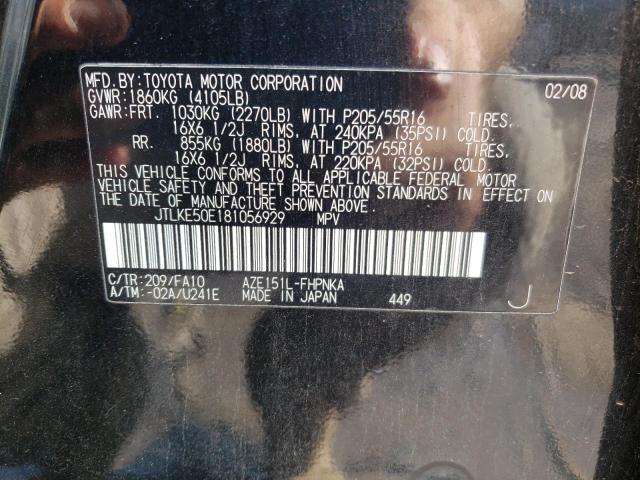 MFD.BY:TOYOTA MOTOR CORPORATION 02/08
GVWR:1860KG (4105LB)
GAWR:FRT. 1030KG (2270LB) WITH P205/55R16 TIRES,
16X6 1/2J RIMS, AT 240KPA (35PSI) COLD.
RR. 855KG (1880LB) WITH P205/55R16 TIRES,
16X6 1/2J RIMS, AT 220KPA (32PSI) COLD.
THIS VEHICLE CONFORMS TO ALL APPLICABLE FEDERAL MOTOR
VEHICLE SAFETY AND THEFT PREVENTION STANDARDS IN EFFECT ON
THE DATE OF MANUFACTURE SHOWN ABOVE.
JTLKE50E181056929 MPV
C/TR:209/FA10 AZE151L-FHPNKA
A/TM:-02A/U241E MADE IN JAPAN 449 J